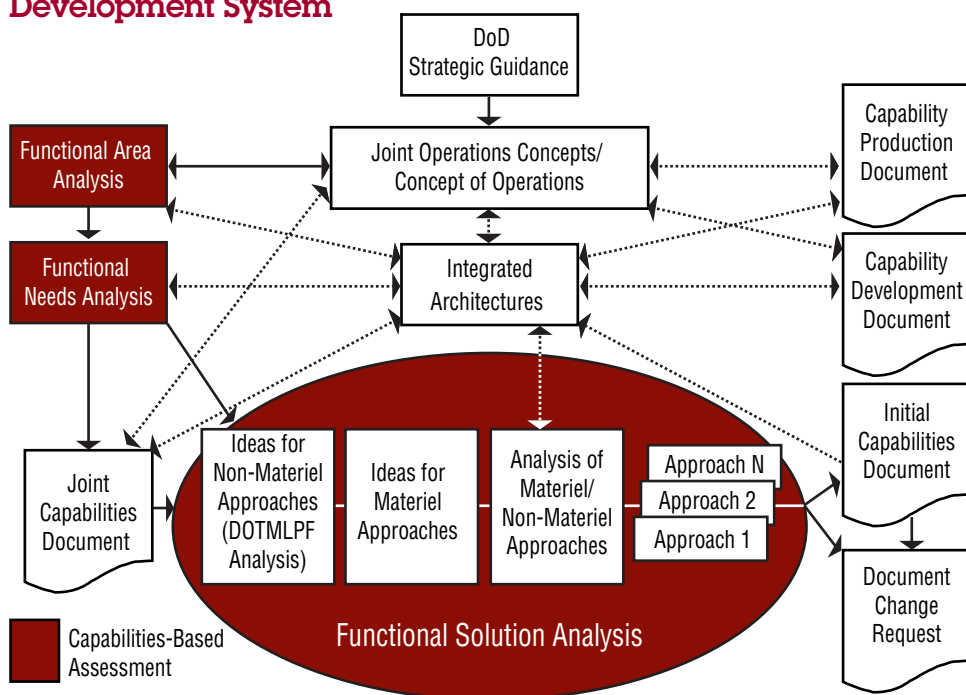 Development System
DoD
Strategic Guidance
Functional Area
Analysis
Joint Operations Concepts/
Concept of Operations
Capability
Production
Document
Functional
Needs Analysis
Integrated
Architectures
Capability
Development
Document
Joint
Capabilities
Document
Ideas for
Non-Materiel
Approaches
(DOTMLPF
Analysis)
Ideas for
Materiel
Approaches
Analysis of
Materiel/
Non-Materiel
Approaches
Approach N
Approach 2
Approach 1
Initial
Capabilities
Document
Document
Change
Request
Functional Solution Analysis
Capabilities-Based
Assessment